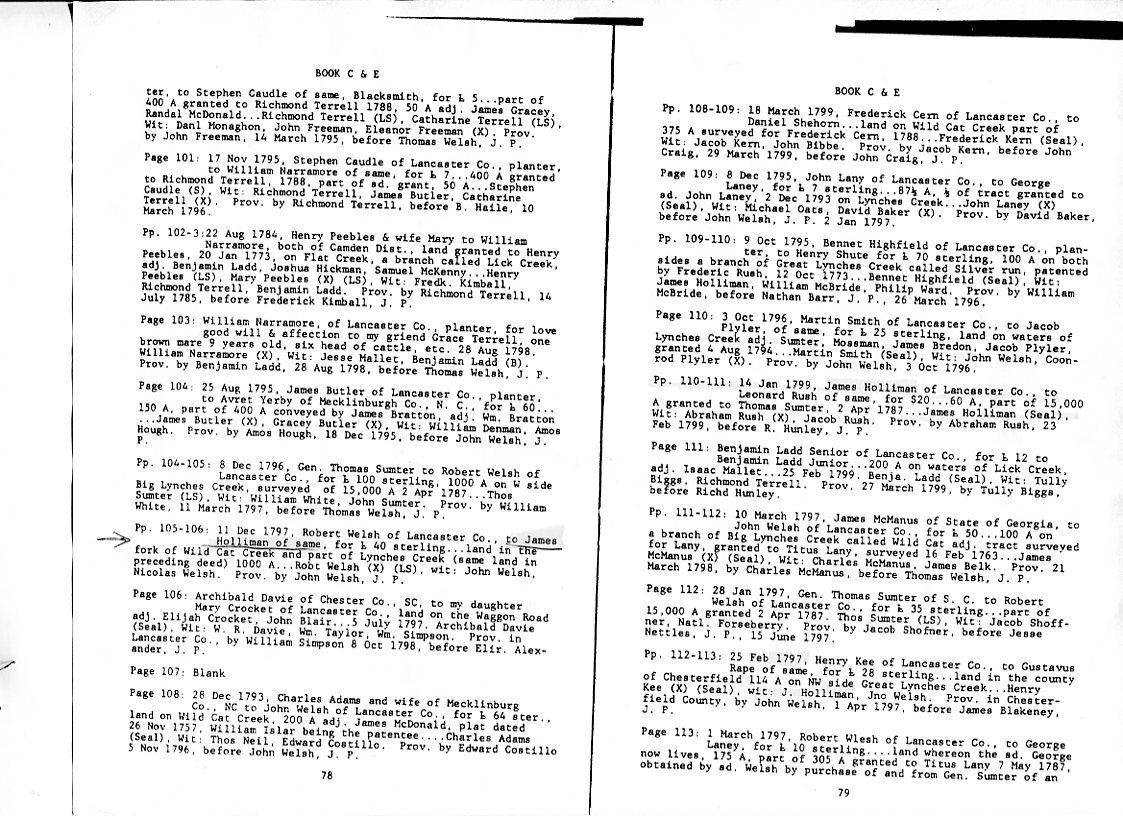 BOOK C & E
ter, to Stephen Caudle of same, Blacksmith, for ₤ 5...part of
400 A granted to Richmond Terrell 1788, 50 A adj. James Gracey,
Randal McDonald...Richmond Terrell (LS), Catharine Terrell (LS),
Wit: Danl Monaghon, John Freeman, Eleanor Freeman (X). Prov.
by John Freeman, 14 March 1795, before Thomas Welsh, J. P.
Page 101: 17 Nov 1795, Stephen Caudle of Lancaster Co., planter,
to William Narramore of same, for ₤ 7...400 A granted
to Richmond Terrell, 1788, part of sd. grant, 50 A...Stephen
Caudle (S), Wit: Richmond Terrell, James Butler, Catharine
Terrell (X). Prov. by Richmond Terrell, before B. Haile, 10
March 1796.
Pp. 102-3:22 Aug 1784, Henry Peebles & wife Mary to William
Narramore, both of Camden Dist., land granted to Henry
Peebles, 20 Jan 1773, on Flat Creek, a branch called Lick Creek,
adj. Benjamin Ladd, Joshua Hickman, Samuel McKenny...Henry
Peebles (LS), Mary Peebles (X) (LS), Wit: Fredk. Kimball,
Richmond Terrell, Benjamin Ladd. Prov. by Richmond Terrell, 14
July 1785, before Frederick Kimball, J. P.
Page 103: William Narramore, of Lancaster Co., planter, for love
good will & affection to my friend Grace Terrell, one
brown mare 9 years old, six head of cattle, etc. 28 Aug 1798.
William Narramore (X), Wit: Jesse Mallet, Benjamin Ladd (B).
Prov. by Benjamin Ladd, 28 Aug 1798, before Thomas Welsh, J. P.
Page 104: 25 Aug 1795, James Butler of Lancaster Co., planter,
to Avret Yerby of Mecklinburgh Co., N. C., for ₤ 60...
150 A, part of 400 A conveyed by James Bratton, adj. Wm. Bratton
...James Butler (X), Gracey Butler (X), Wit: William Denman, Amos
Hough. Prov. by Amos Hough, 18 Dec 1795, before John Welsh, J.
P.
Pp. 104-105: 8 Dec 1796, Gen. Thomas Sumter to Robert Welsh of
Lancaster Co., for ₤ 100 sterling, 1000 A on W side
Big Lynches Creek, surveyed of 15,000 A 2 Apr 1787...Thos
Sumter (LS), Wit: William White, John Sumter. Prov. by William
White, 11 March 1797, before Thomas Welsh, J. P.
Pp. 105-106: 11 Dec 1797, Robert Welsh of Lancaster Co., to James
Holliman of same, for ₤ 40 sterling...land in the
fork of Wild Cat Creek and part of Lynches Creek (same land in
preceding deed) 1000 A...Robt Welsh (X) (LS), wit: John Welsh,
Nicolas Welsh. Prov. by John Welsh, J. P.
Page 106: Archibald Davie of Chester Co., SC, to my daughter
Mary Crocket of Lancaster Co., land on the Waggon Road
adj. Elijah Crocket, John Blair...5 July 1797. Archibald Davie
(Seal), Wit: W. R. Davie, Wm. Taylor, Wm. Simpson. Prov. in
Lancaster Co., by William Simpson 8 Oct 1798, before Elir. Alex-
ander, J. P.
Page 107: Blank
Page 108: 28 Dec 1793, Charles Adams and wife of Mecklinburg
Co., NC to John Welsh of Lancaster Co., for ₤ 64 ster.,
land on Wild Cat Creek, 200 A adj. James McDonald, plat dated
26 Nov 1757, William Islar being the patentee....Charles Adams
(Seal), Wit: Thos Neil, Edward Costillo. Prov. by Edward Costillo
5 Nov 1796, before John Welsh, J. P.
78
BOOK C & E
Pp. 108-109: 18 March 1799, Frederick Cern of Lancaster Co., to
Daniel Shehorn...land on Wild Cat Creek part of
375 A surveyed for Frederick Cern, 1788...Frederick Kern (Seal),
Wit: Jacob Kern, John Bibbe. Prov. by Jacob Kern, before John
Craig, 29 March 1799, before John Craig, J. P.
Page 109: 8 Dec 1795, John Lany of Lancaster Co., to George
Laney, for ₤ 7 sterling...87½ A, ½ of tract granted to
sd. John Laney, 2 Dec 1793 on Lynches Creek...John Laney (X)
(Seal), Wit: Michael Oats, David Baker (X). Prov. by David Baker,
before John Welsh, J. P. 2 Jan 1797.
Pp. 109-110: 9 Oct 1795, Bennet Highfield of Lancaster Co., plan-
ter, to Henry Shute for ₤ 70 sterling, 100 A on both
sides a branch of Great Lynches Creek called Silver run, patented
by Frederic Rush, 12 Oct 1773...Bennet Highfield (Seal), Wit:
James Holliman, William McBride, Philip Ward. Prov. by William
McBride, before Nathan Barr, J. P., 26 March 1796.
Page 110: 3 Oct 1796, Martin Smith of Lancaster Co., to Jacob
Plyler, of same, for ₤ 25 sterling, land on waters of
Lynches Creek adj. Sumter, Mossman, James Bredon, Jacob Plyler,
granted 4 Aug 1794...Martin Smith (Seal), Wit: John Welsh, Coon-
rod Plyler (X). Prov. by John Welsh, 3 Oct 1796.
Pp. 110-111: 14 Jan 1799, James Holliman of Lancaster Co., to
Leonard Rush of same, for $20...60 A, part of 15,000
A granted to Thomas Sumter, 2 Apr 1787...James Holliman (Seal),
Wit: Abraham Rush (X), Jacob Rush. Prov. by Abraham Rush, 23
Feb 1799, before R. Hunley, J. P.
Page 111: Benjamin Ladd Senior of Lancaster Co., for ₤ 12 to
Benjamin Ladd Junior...200 A on waters of Lick Creek,
adj. Isaac Mallet...25 Feb 1799. Benja. Ladd (Seal), Wit: Tully
Biggs, Richmond Terrell. Prov. 27 March 1799, by Tully Biggs,
before Richd Hunley.
Pp. 111-112: 10 March 1797, James McManus of State of Georgia, to
John Welsh of Lancaster Co., for ₤ 50...100 A on
a branch of Big Lynches Creek called Wild Cat adj. tract surveyed
for Lany, granted to Titus Lany, surveyed 16 Feb 1763...James
McManus (X) (Seal), Wit: Charles McManus, James Belk. Prov. 21
March 1798, by Charles McManus, before Thomas Welsh, J. P.
Page 112: 28 Jan 1797, Gen. Thomas Sumter of S. C. to Robert
Welsh of Lancaster Co., for ₤ 35 sterling...part of
15,000 A granted 2 Apr 1787. Thos Sumter (LS), Wit: Jacob Shoff-
ner, Natl. Forseberry. Prov. by Jacob Shofner, before Jesse
Nettles, J. P., 15 June 1797.
Pp. 112-113: 25 Feb 1797, Henry Kee of Lancaster Co., to Gustavus
Rape of same, for ₤ 28 sterling...land in the county
of Chesterfield 114 A on NW side Great Lynches Creek...Henry
Kee (X) (Seal), wit: J. Holliman, Jno Welsh. Prov. in Chester-
field County, by John Welsh, 1 Apr 1797, before James Blakeney,
J. P.
Page 113: 1 March 1797, Robert Wlesh of Lancaster Co., to George
Laney, for ₤ 10 sterling....land whereon the sd. George
now lives, 175 A, part of 305 A granted to Titus Laney 7 May 1787,
obtained by sd. Welsh by purchase of and from Gen. Sumter of an
79